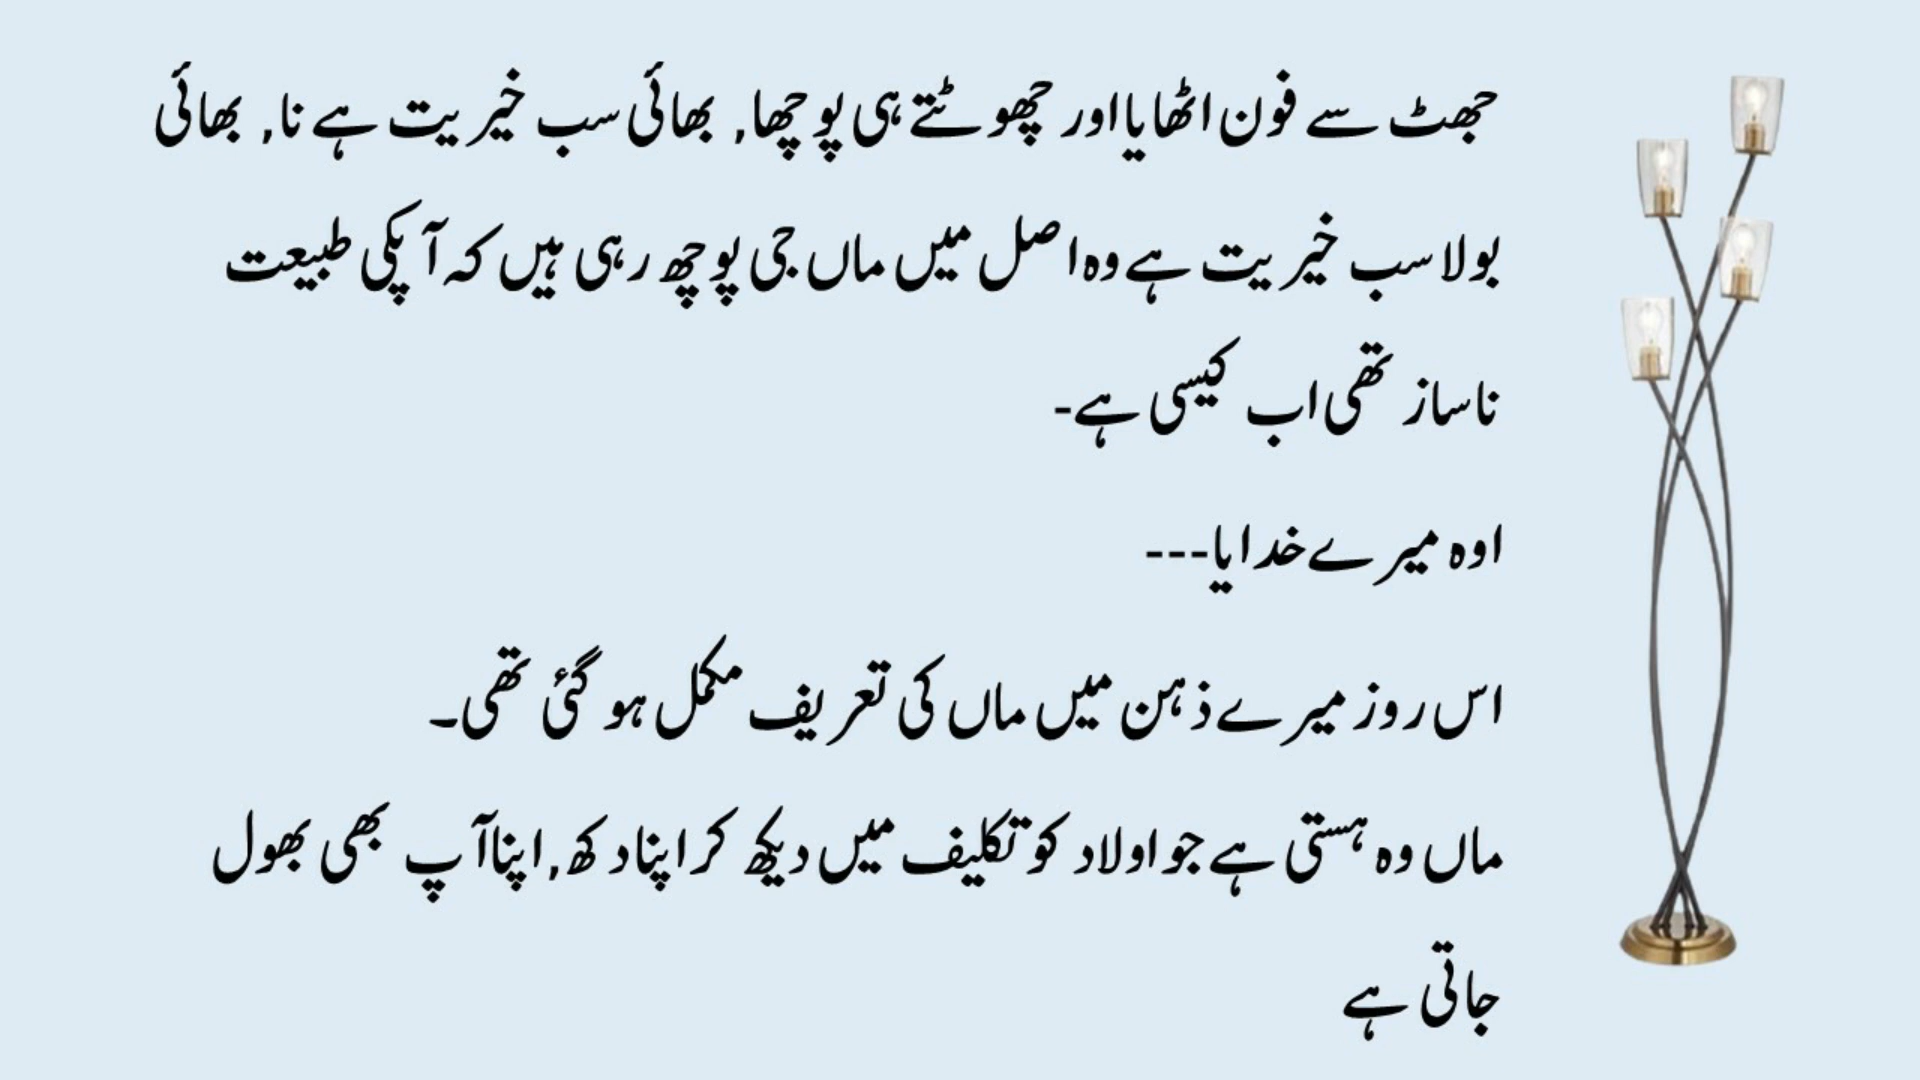 جھٹ سے فون اٹھایا اور چھوٹتے ہی پوچھا, بھائی سب خیریت ہے نا, بھائی
بولا سب خیریت ہے وہ اصل میں ماں جی پوچھ رہی ہیں کہ آپکی طبیعت
ناساز تھی اب کیسی ہے-
اوہ میرے خدایا---
اس روز میرے ذہن میں ماں کی تعریف مکمل ہو گئی تھی۔
ماں وہ ہستی ہے جو اولاد کو تکلیف میں دیکھ کر اپنا دکھ, اپنا آپ بھی بھول
جاتی ہے